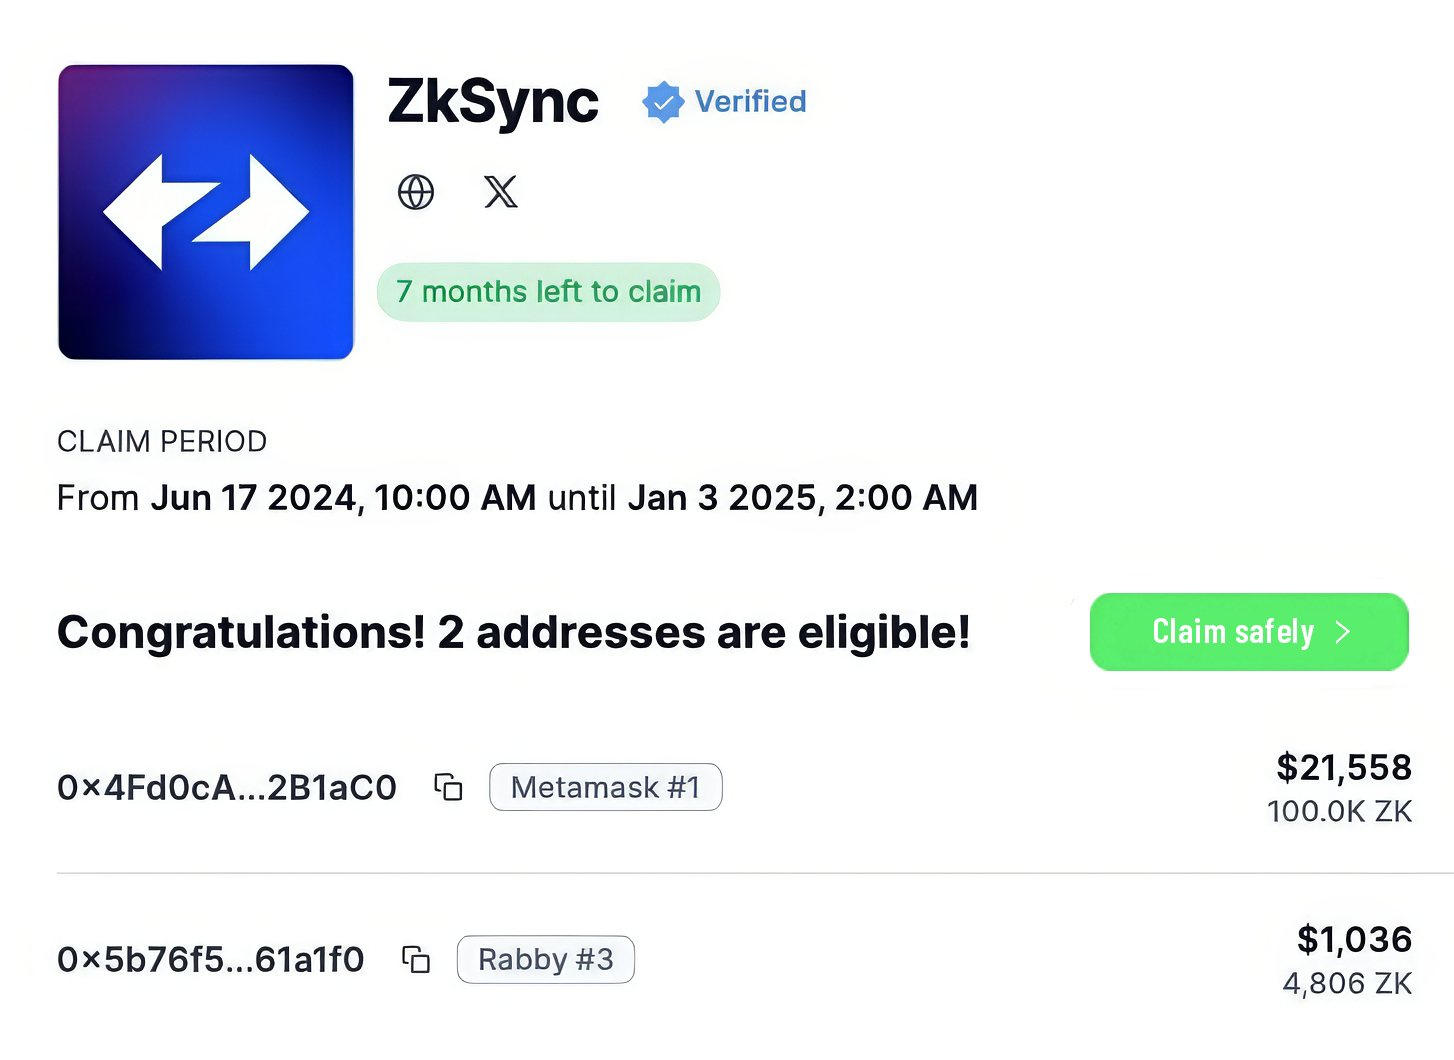 ZkSync
Verified
7 months left to claim
CLAIM PERIOD
From Jun 17 2024, 10:00 AM until Jan 3 2025, 2:00 AM
Congratulations! 2 addresses are eligible!
Claim safely
0×4Fd0cA...2B1aC0 Metamask #1
$21,558
100.0K ZK
0×5b76f5...61a1f0 Rabby #3
$1,036
4,806 ZK